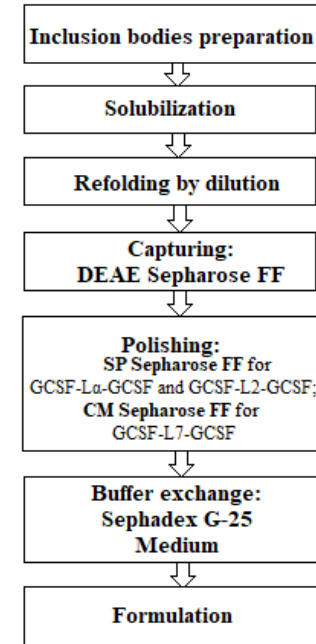 Inclusion bodies preparation
Solubilization
Refolding by dilution
Capturing:
DEAE Sepharose FF
Polishing:
SP Sepharose FF for
GCSF-Lα-GCSF and GCSF-L2-GCSF;
CM Sepharose FF for
GCSF-L7-GCSF
Buffer exchange:
Sephadex G-25
Medium
Formulation